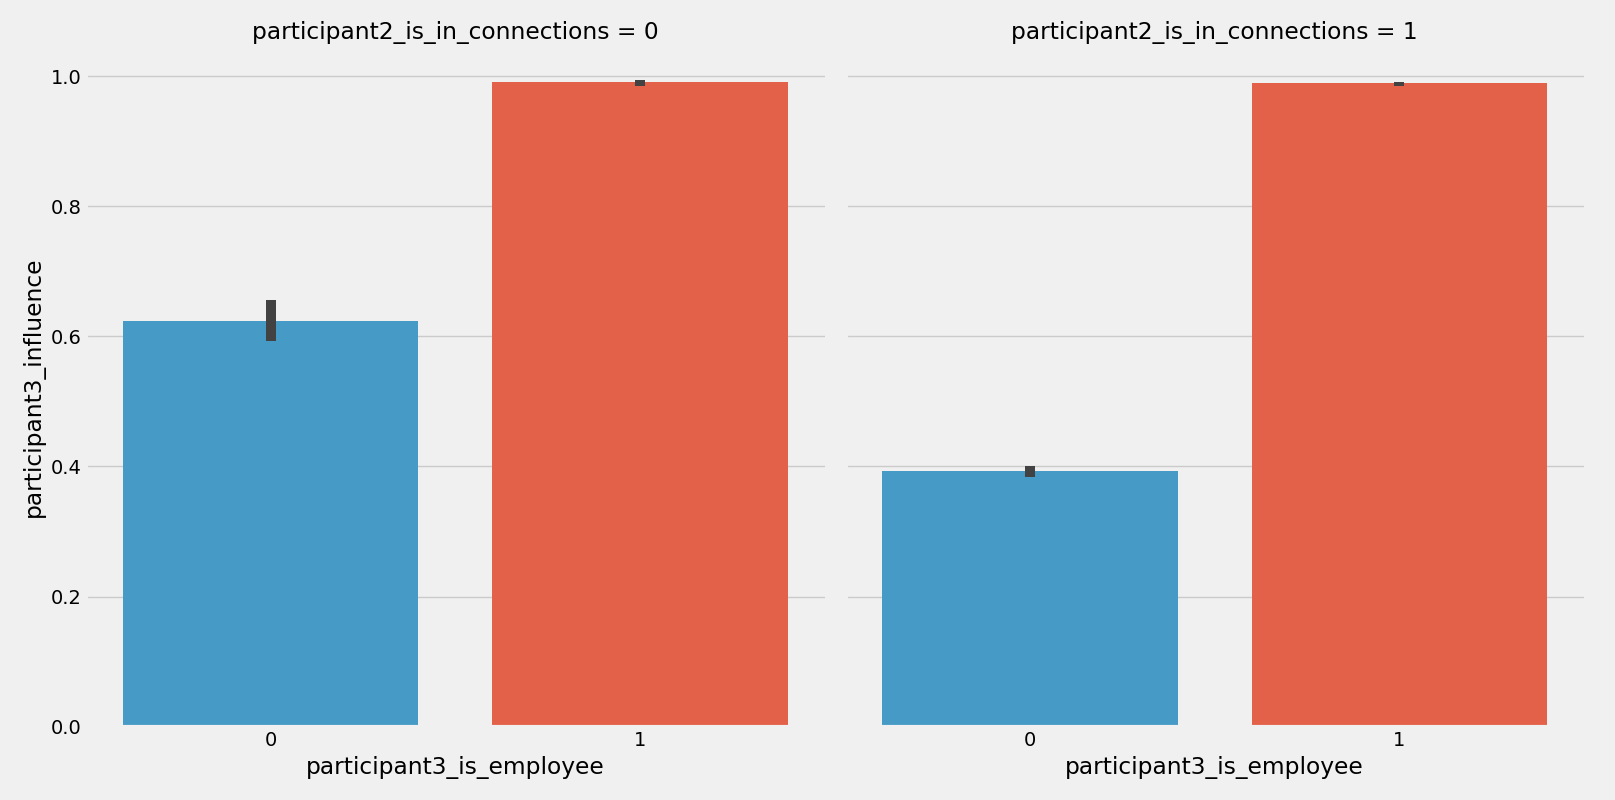 participant2_is_in_connections = 0
participant2_is_in_connections = 1
participant3_influence
1.0
0.8
0.6
0.4
0.2
0.0
0 1
0 1
participant3_is_employee
participant3_is_employee